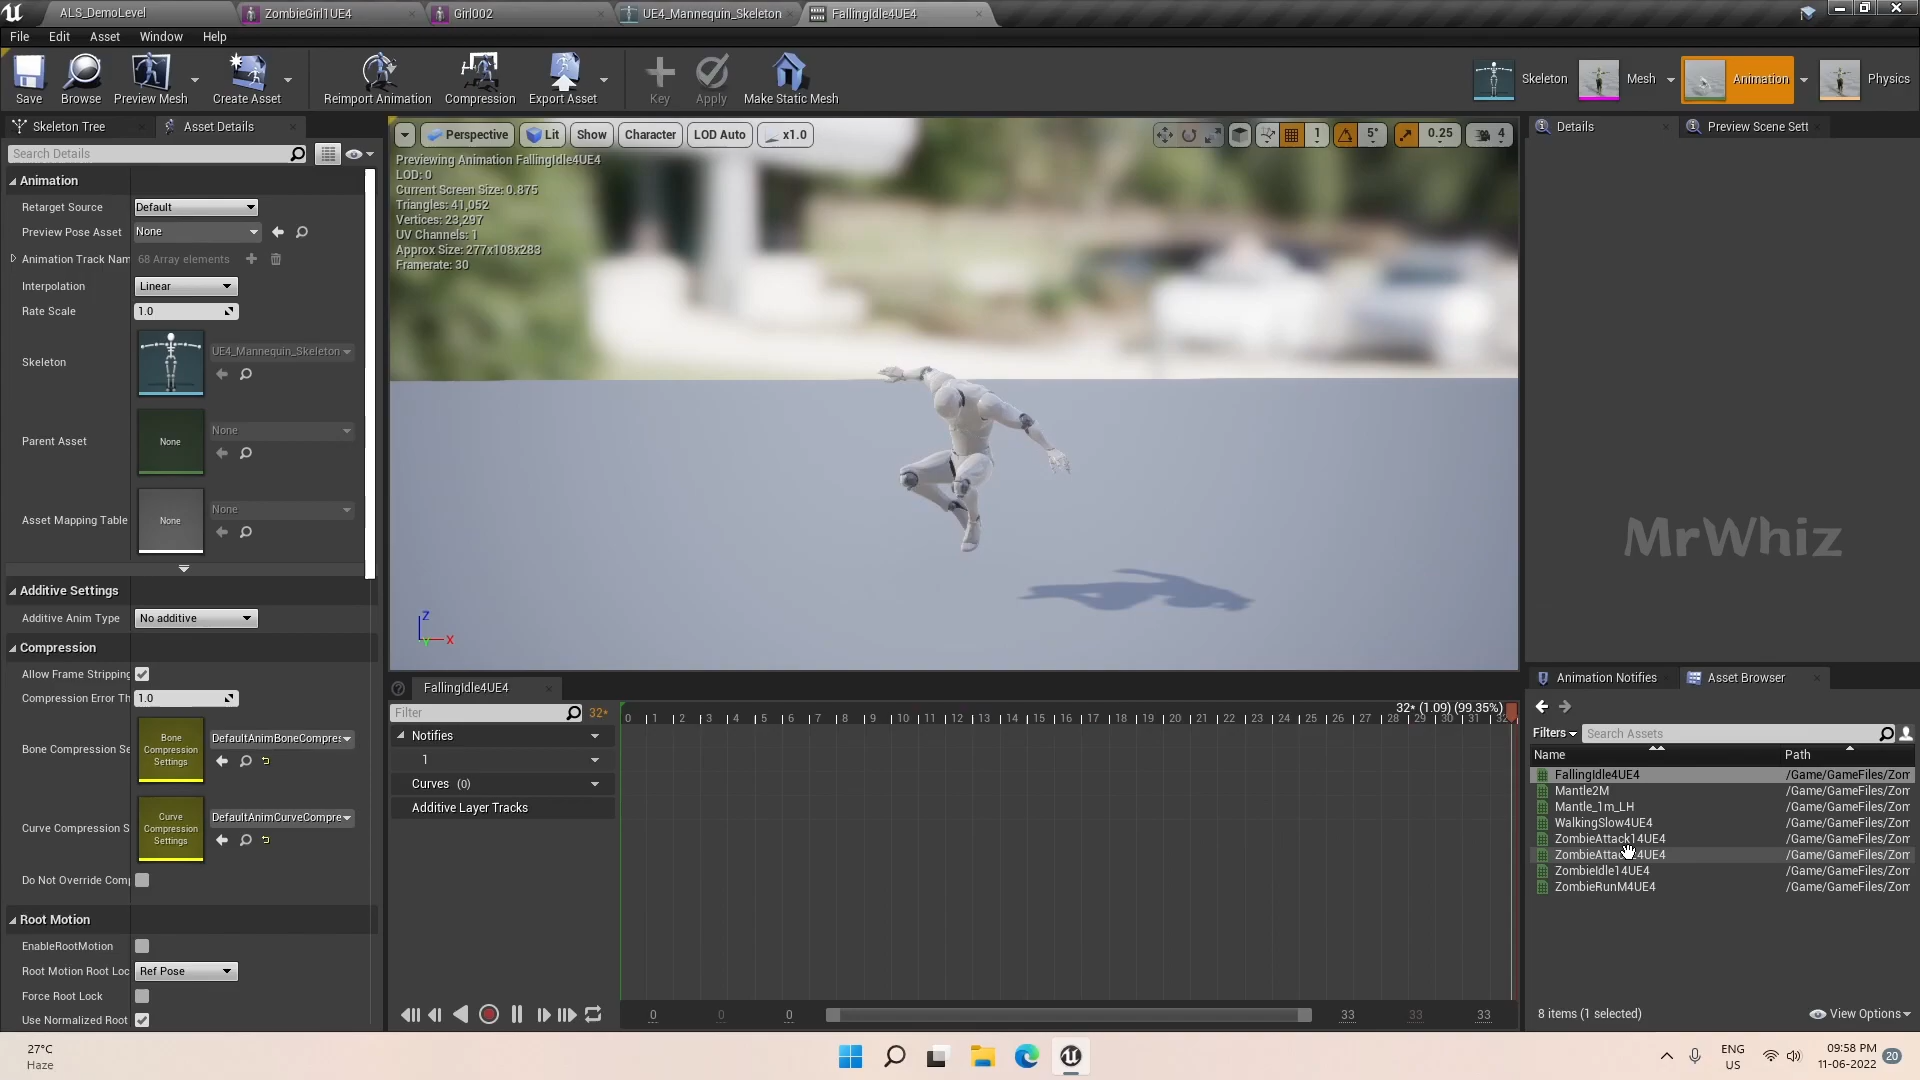 ALS_DemoLevel
ZombieGirl1UE4
Girl002
UE4_Mannequin_Skeleton
FallingIdle4UE4
File Edit Asset Window Help
Save
Browse
Preview Mesh
Create Asset
Reimport Animation
Compression
Export Asset
Key
Apply
Make Static Mesh
Skeleton
Mesh
Animation
Physics
Skeleton Tree
Asset Details
Search Details
Animation
Retarget Source Default
Preview Pose Asset None
Animation Track Nam 68 Array elements
Interpolation Linear
Rate Scale 1.0
Skeleton UE4_Mannequin_Skeleton
Parent Asset None None
Asset Mapping Table None None
Additive Settings
Additive Anim Type No additive
Compression
Allow Frame Stripping
Compression Error Th 1.0
Bone Compression Se
Bone
Compression
Settings
DefaultAnimBoneCompres
Curve Compression S
Curve
Compression
Settings
DefaultAnimCurveCompre
Do Not Override Comp
Root Motion
EnableRootMotion
Root Motion Root Loc Ref Pose
Force Root Lock
Use Normalized Root
Perspective Lit Show Character LOD Auto x1.0
1 5° 0.25 4
Previewing Animation FallingIdle4UE4
LOD: 0
Current Screen Size: 0.875
Triangles: 41,052
Vertices: 23,297
UV Channels: 1
Approx Size: 277x108x283
Framerate: 30
Z
X
FallingIdle4UE4
Filter 32*
32* (1.09) (99.35%)
0 1 2 3 4 5 6 7 8 9 10 11 12 13 14 15 16 17 18 19 20 21 22 23 24 25 26 27 28 29 30 31
Notifies
1
Curves (0)
Additive Layer Tracks
0 0 0 33 33 33
Details
Preview Scene Sett
MrWhiz
Animation Notifies
Asset Browser
Filters Search Assets
Name Path
FallingIdle4UE4 /Game/GameFiles/Zom
Mantle2M /Game/GameFiles/Zom
Mantle_1m_LH /Game/GameFiles/Zom
WalkingSlow4UE4 /Game/GameFiles/Zom
ZombieAttack14UE4 /Game/GameFiles/Zom
/Game/GameFiles/Zom
ZombieIdle14UE4 /Game/GameFiles/Zom
ZombieRunM4UE4 /Game/GameFiles/Zom
8 items (1 selected)
View Options
27°C
Haze
ENG
US
09:58 PM
11-06-2022
20